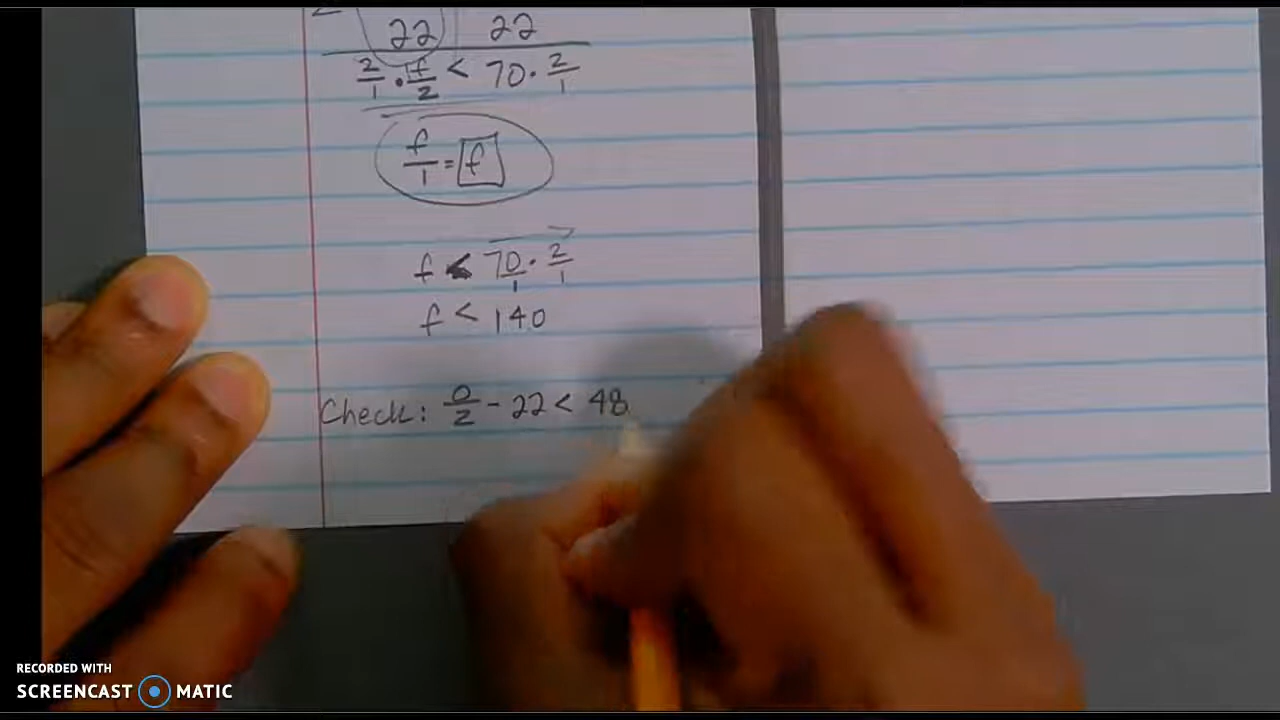 22 22
2/1 · f/2 < 70 · 2/1
f/1 = f
f < 70/1 · 2/1
f < 140
Check: 0/2 - 22 < 48
RECORDED WITH
SCREENCAST MATIC